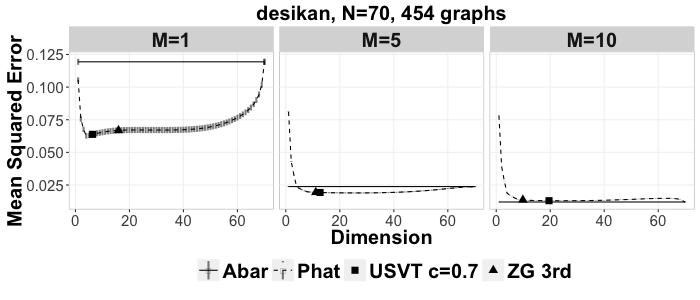 desikan, N=70, 454 graphs
M=1 M=5 M=10
Mean Squared Error
0.125
0.100
0.075
0.050
0.025
0 20 40 60 0 20 40 60 0 20 40 60
Dimension
Abar Phat USVT c=0.7 ZG 3rd